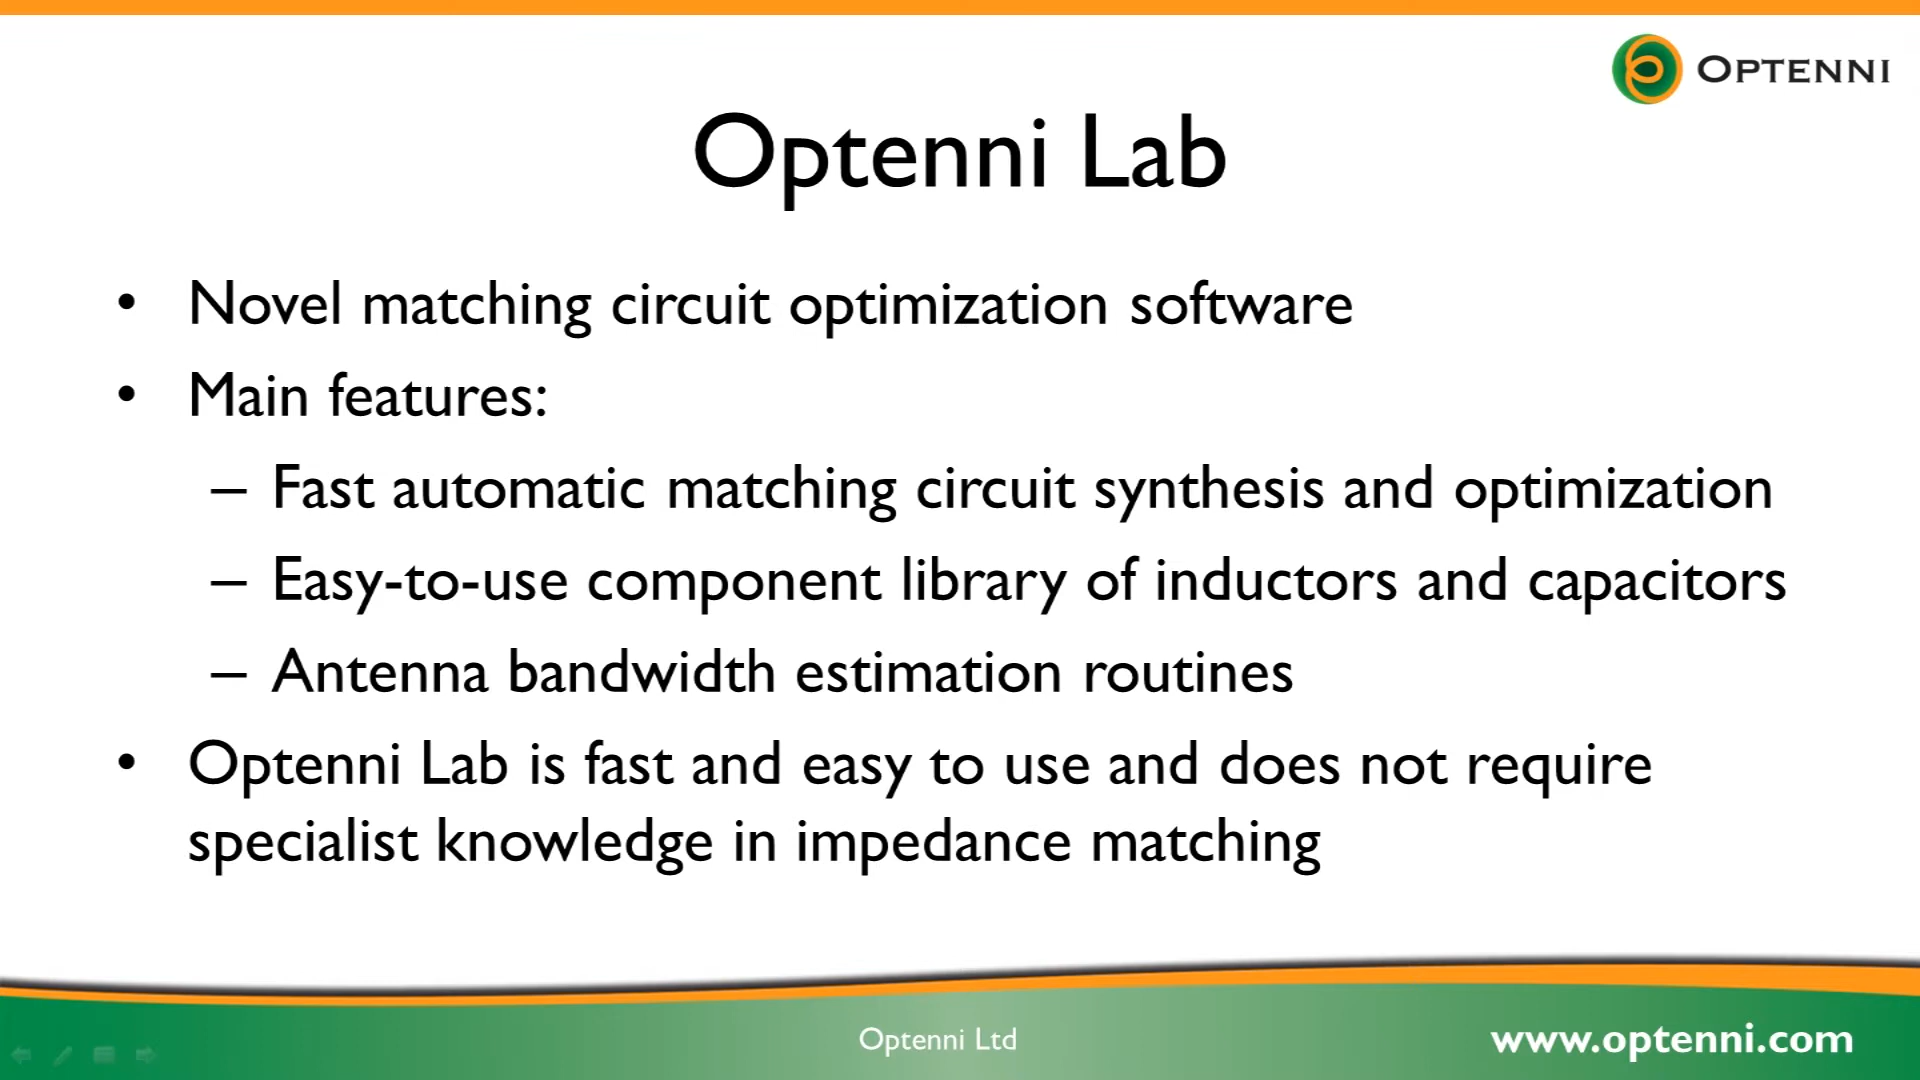 OPTENNI
Optenni Lab
• Novel matching circuit optimization software
• Main features:
– Fast automatic matching circuit synthesis and optimization
– Easy-to-use component library of inductors and capacitors
– Antenna bandwidth estimation routines
• Optenni Lab is fast and easy to use and does not require
specialist knowledge in impedance matching
Optenni Ltd
www.optenni.com